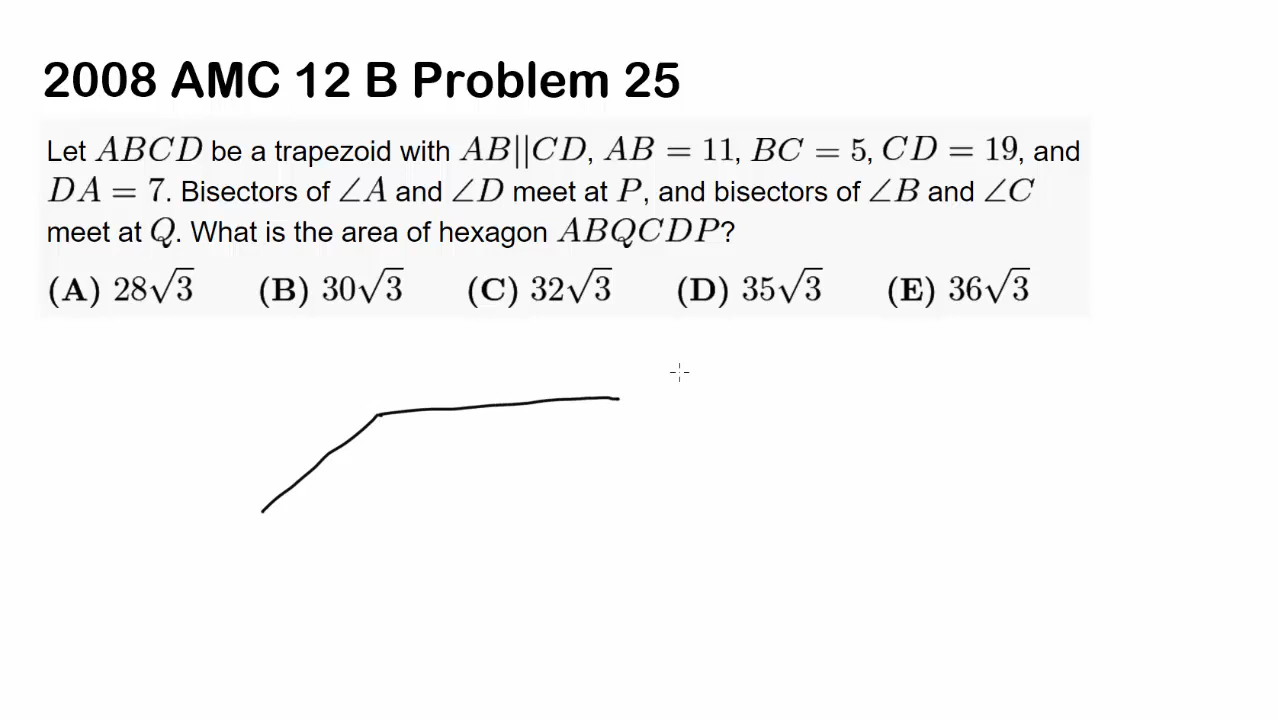 2008 AMC 12 B Problem 25
Let ABCD be a trapezoid with AB||CD, AB = 11, BC = 5, CD = 19, and
DA = 7. Bisectors of ∠A and ∠D meet at P, and bisectors of ∠B and ∠C
meet at Q. What is the area of hexagon ABQCDP?
(A) 28√3 (B) 30√3 (C) 32√3 (D) 35√3 (E) 36√3